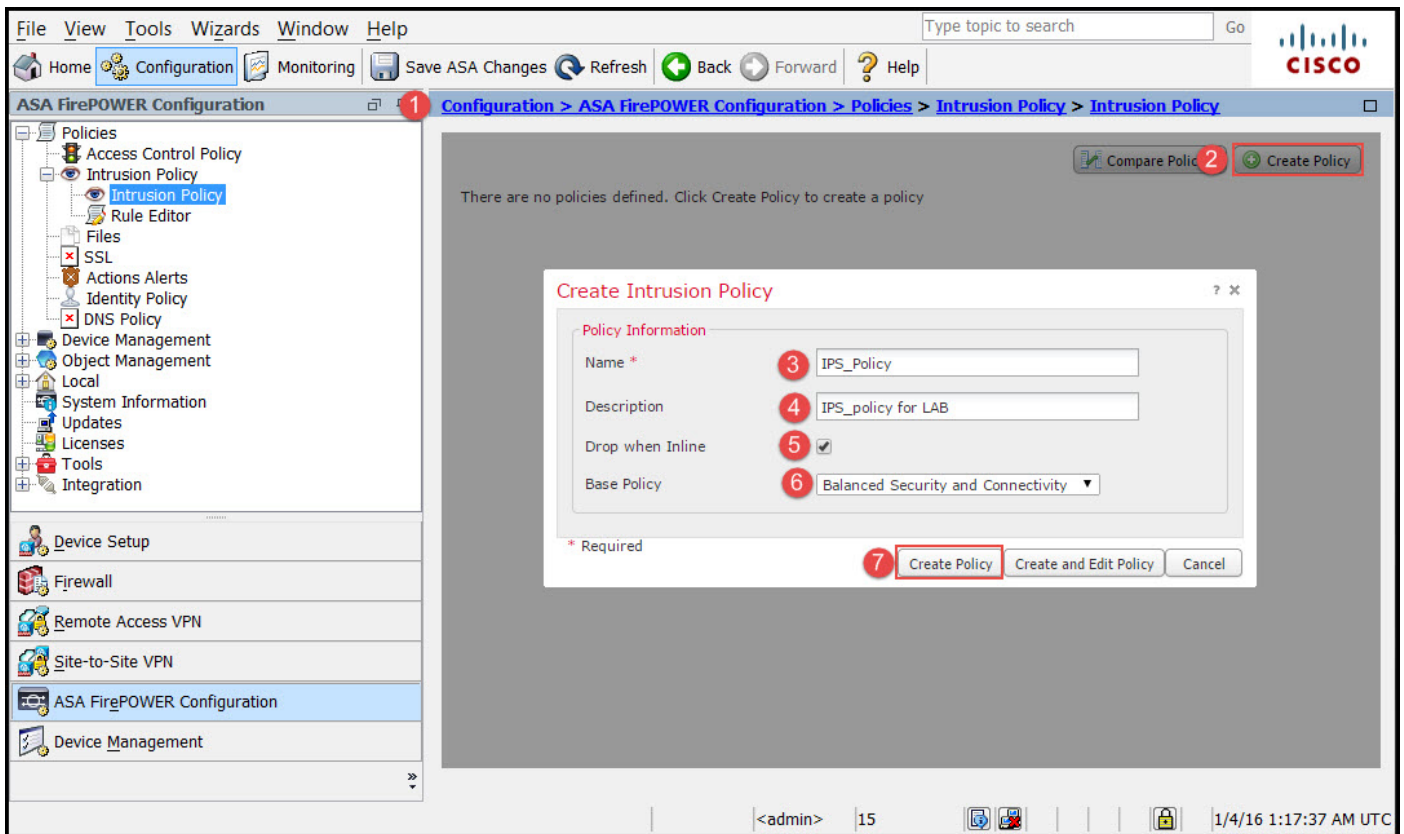 File View Tools Wizards Window Help
Type topic to search
Go
Home Configuration Monitoring Save ASA Changes Refresh Back Forward Help
CISCO
ASA FirePOWER Configuration
1 Configuration > ASA FirePOWER Configuration > Policies > Intrusion Policy > Intrusion Policy
Policies
Access Control Policy
Intrusion Policy
Intrusion Policy
Rule Editor
Files
SSL
Actions Alerts
Identity Policy
DNS Policy
Device Management
Object Management
Local
System Information
Updates
Licenses
Tools
Integration
Device Setup
Firewall
Remote Access VPN
Site-to-Site VPN
ASA FirePOWER Configuration
Device Management
»
Compare 2 Create Policy
There are no policies defined. Click Create Policy to create a policy
Create Intrusion Policy ? ×
Policy Information
Name * 3 IPS_Policy
Description 4 IPS_policy for LAB
Drop when Inline 5
Base Policy 6 Balanced Security and Connectivity
* Required
7 Create Policy Create and Edit Policy Cancel
<admin> 15 1/4/16 1:17:37 AM UTC